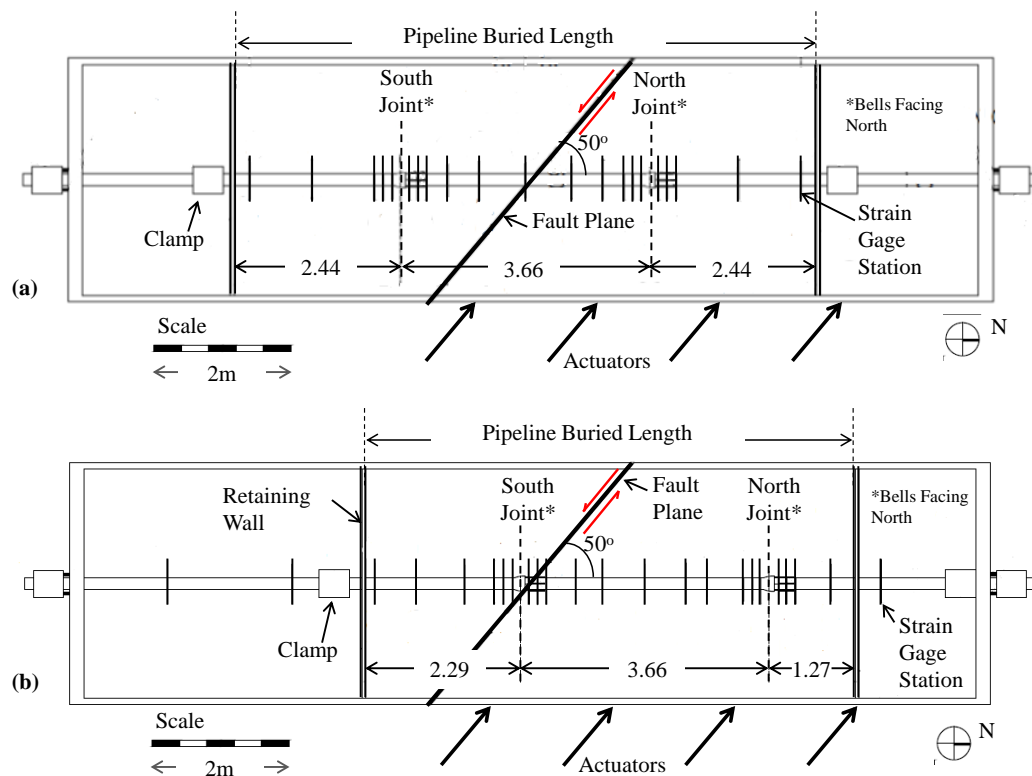 Pipeline Buried Length
South
Joint*
North
Joint*
*Bells Facing
North
50°
Clamp
Fault Plane
Strain
Gage
Station
2.44
3.66
2.44
(a)
Scale
2m
Actuators
N
Pipeline Buried Length
Retaining
Wall
South
Joint*
Fault
Plane
North
Joint*
*Bells Facing
North
50°
Clamp
Strain
Gage
Station
2.29
3.66
1.27
(b)
Scale
2m
Actuators
N